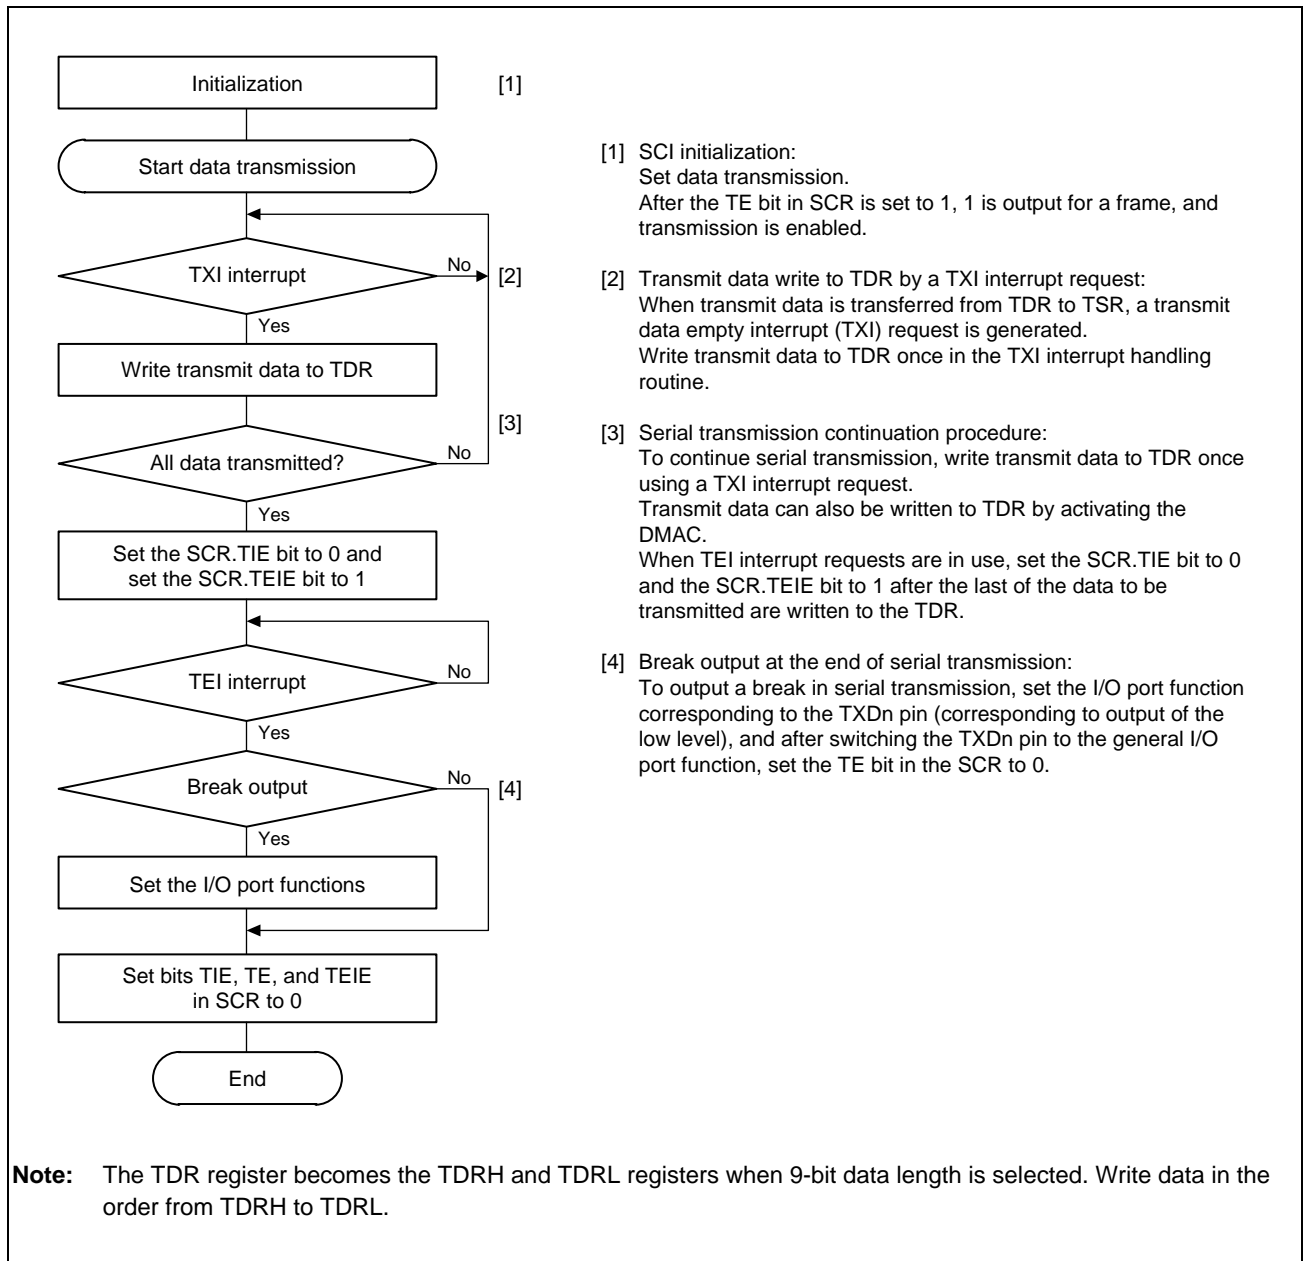 Initialization
[1]
Start data transmission
TXI interrupt
No
[2]
Yes
Write transmit data to TDR
[3]
All data transmitted?
No
Yes
Set the SCR.TIE bit to 0 and
set the SCR.TEIE bit to 1
TEI interrupt
No
Yes
Break output
No
[4]
Yes
Set the I/O port functions
Set bits TIE, TE, and TEIE
in SCR to 0
End
[1] SCI initialization:
Set data transmission.
After the TE bit in SCR is set to 1, 1 is output for a frame, and
transmission is enabled.
[2] Transmit data write to TDR by a TXI interrupt request:
When transmit data is transferred from TDR to TSR, a transmit
data empty interrupt (TXI) request is generated.
Write transmit data to TDR once in the TXI interrupt handling
routine.
[3] Serial transmission continuation procedure:
To continue serial transmission, write transmit data to TDR once
using a TXI interrupt request.
Transmit data can also be written to TDR by activating the
DMAC.
When TEI interrupt requests are in use, set the SCR.TIE bit to 0
and the SCR.TEIE bit to 1 after the last of the data to be
transmitted are written to the TDR.
[4] Break output at the end of serial transmission:
To output a break in serial transmission, set the I/O port function
corresponding to the TXDn pin (corresponding to output of the
low level), and after switching the TXDn pin to the general I/O
port function, set the TE bit in the SCR to 0.
Note: The TDR register becomes the TDRH and TDRL registers when 9-bit data length is selected. Write data in the
order from TDRH to TDRL.